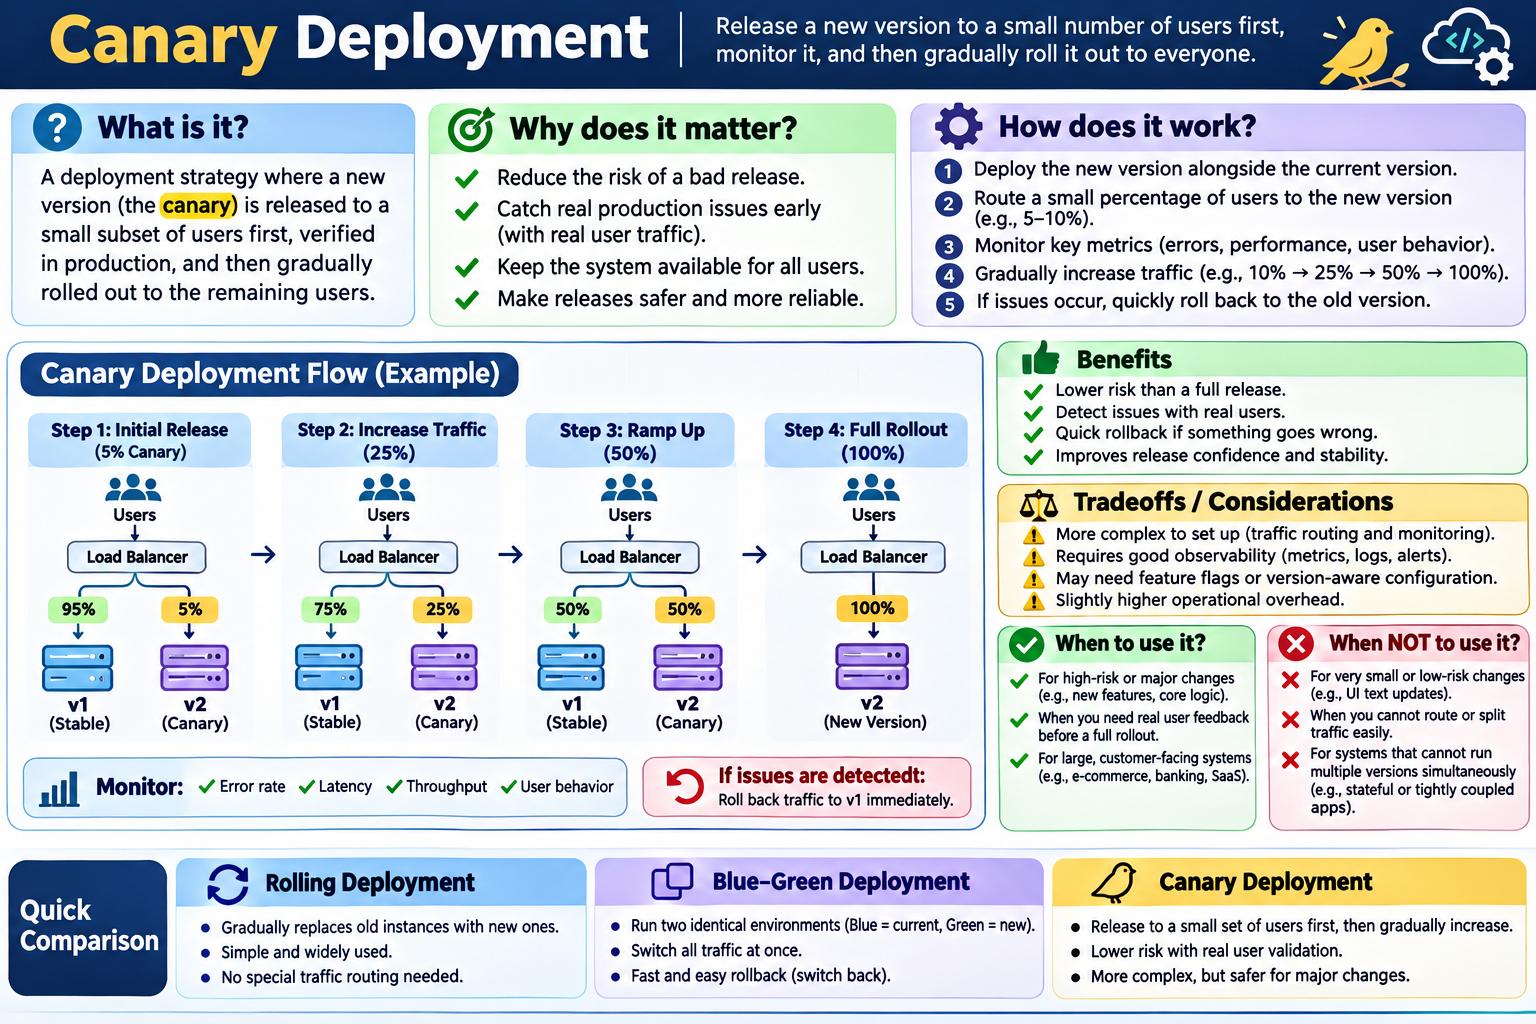 Canary Deployment
Release a new version to a small number of users first,
monitor it, and then gradually roll it out to everyone.
</>
?
What is it?
A deployment strategy where a new
version (the canary) is released to a
small subset of users first, verified
in production, and then gradually
rolled out to the remaining users.
Why does it matter?
Reduce the risk of a bad release.
Catch real production issues early
(with real user traffic).
Keep the system available for all users.
Make releases safer and more reliable.
How does it work?
1 Deploy the new version alongside the current version.
2 Route a small percentage of users to the new version
(e.g., 5–10%).
3 Monitor key metrics (errors, performance, user behavior).
4 Gradually increase traffic (e.g., 10% → 25% → 50% → 100%).
5 If issues occur, quickly roll back to the old version.
Canary Deployment Flow (Example)
Step 1: Initial Release
(5% Canary)
Users
Load Balancer
95% 5%
v1 v2
(Stable) (Canary)
Step 2: Increase Traffic
(25%)
Users
Load Balancer
75% 25%
v1 v2
(Stable) (Canary)
Step 3: Ramp Up
(50%)
Users
Load Balancer
50% 50%
v1 v2
(Stable) (Canary)
Step 4: Full Rollout
(100%)
Users
Load Balancer
100%
v2
(New Version)
Monitor: Error rate Latency Throughput User behavior
If issues are detectedt:
Roll back traffic to v1 immediately.
Benefits
Lower risk than a full release.
Detect issues with real users.
Quick rollback if something goes wrong.
Improves release confidence and stability.
Tradeoffs / Considerations
More complex to set up (traffic routing and monitoring).
Requires good observability (metrics, logs, alerts).
May need feature flags or version-aware configuration.
Slightly higher operational overhead.
When to use it?
For high-risk or major changes
(e.g., new features, core logic).
When you need real user feedback
before a full rollout.
For large, customer-facing systems
(e.g., e-commerce, banking, SaaS).
When NOT to use it?
For very small or low-risk changes
(e.g., UI text updates).
When you cannot route or split
traffic easily.
For systems that cannot run
multiple versions simultaneously
(e.g., stateful or tightly coupled
apps).
Quick
Comparison
Rolling Deployment
• Gradually replaces old instances with new ones.
• Simple and widely used.
• No special traffic routing needed.
Blue–Green Deployment
• Run two identical environments (Blue = current, Green = new).
• Switch all traffic at once.
• Fast and easy rollback (switch back).
Canary Deployment
• Release to a small set of users first, then gradually increase.
• Lower risk with real user validation.
• More complex, but safer for major changes.